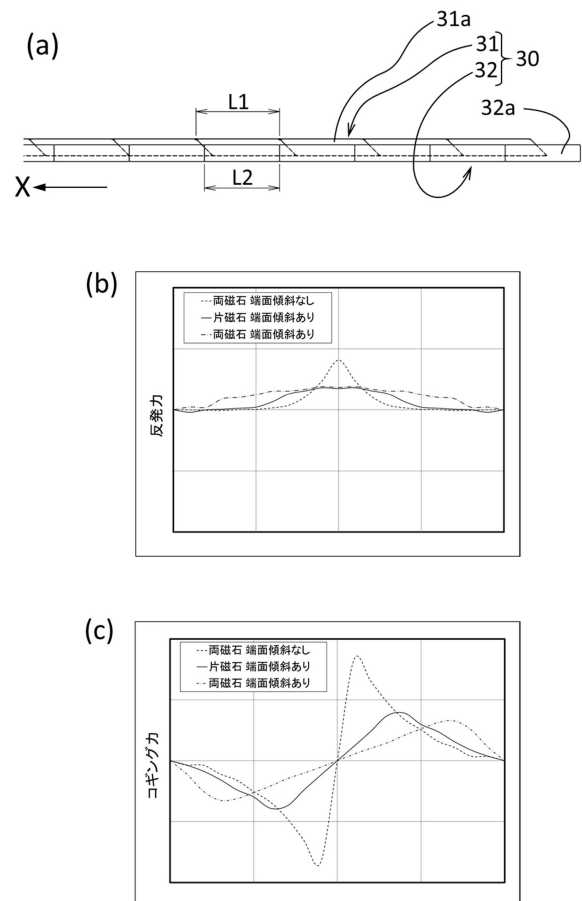 (a)
31a
31
32
30
32a
L1
L2
X
(b)
両磁石 端面傾斜なし
片磁石 端面傾斜あり
両磁石 端面傾斜あり
反発力
(c)
両磁石 端面傾斜なし
片磁石 端面傾斜あり
両磁石 端面傾斜あり
コギング力